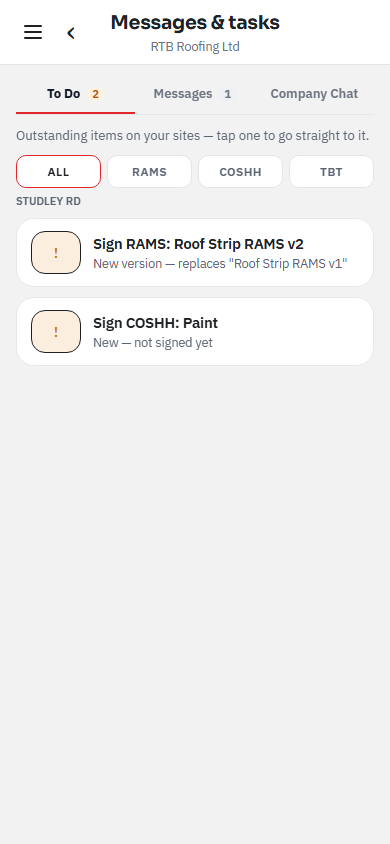 Messages & tasks
RTB Roofing Ltd
To Do 2 Messages 1 Company Chat
Outstanding items on your sites — tap one to go straight to it.
ALL RAMS COSHH TBT
STUDLEY RD
! Sign RAMS: Roof Strip RAMS v2
New version — replaces "Roof Strip RAMS v1"
! Sign COSHH: Paint
New — not signed yet